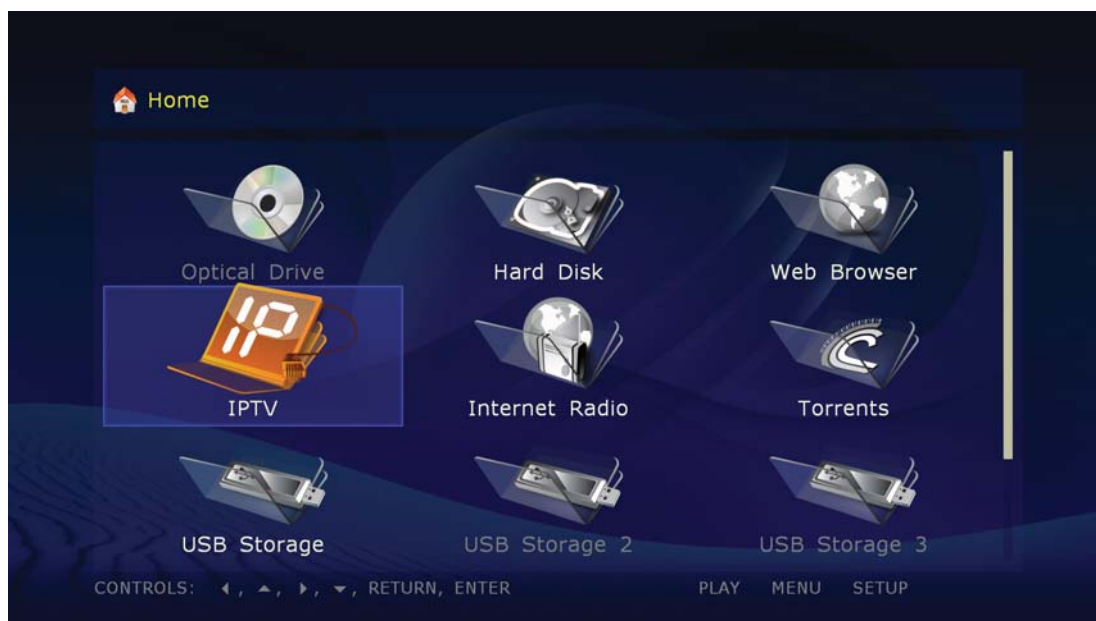 Home
Optical Drive
Hard Disk
Web Browser
IP
IPTV
Internet Radio
Torrents
USB Storage
USB Storage 2
USB Storage 3
CONTROLS: ◀, ▲, ▶, ▼, RETURN, ENTER
PLAY MENU SETUP